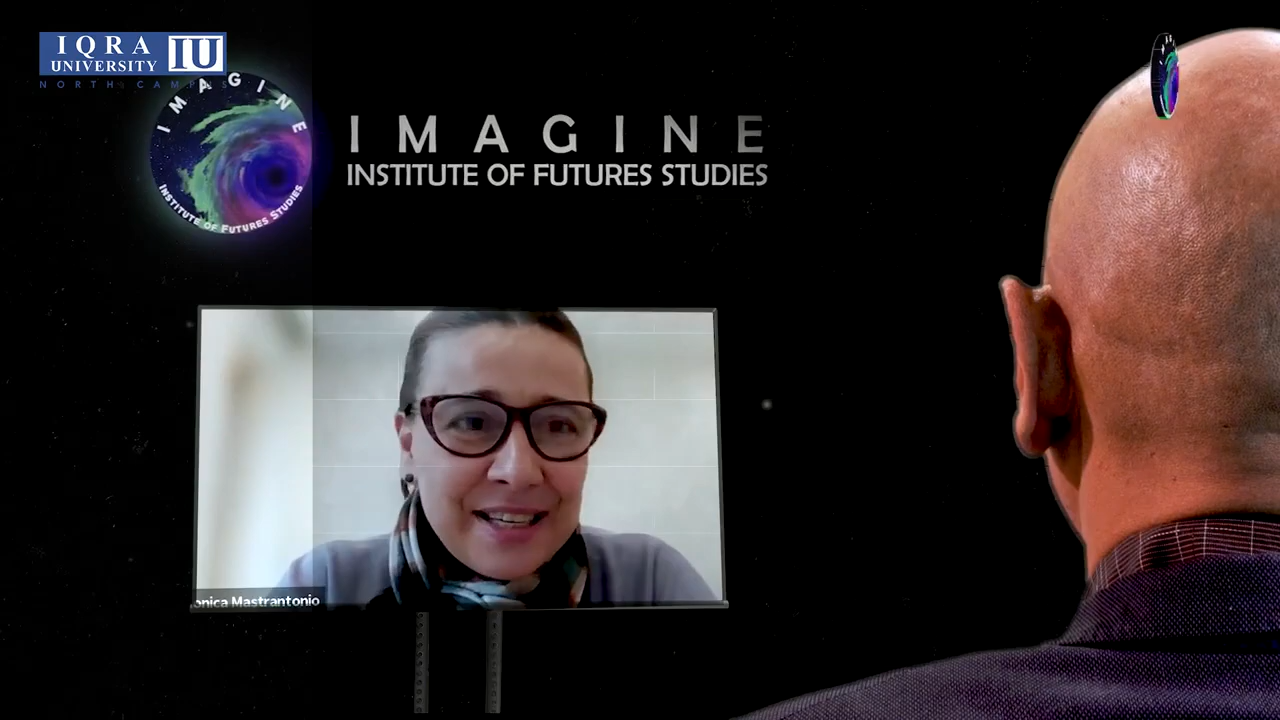 IQRA
UNIVERSITY
IU
NORTH CAMPUS
IMAGINE
INSTITUTE OF FUTURES STUDIES
IMAGINE
INSTITUTE OF FUTURES STUDIES
onica Mastrantonio